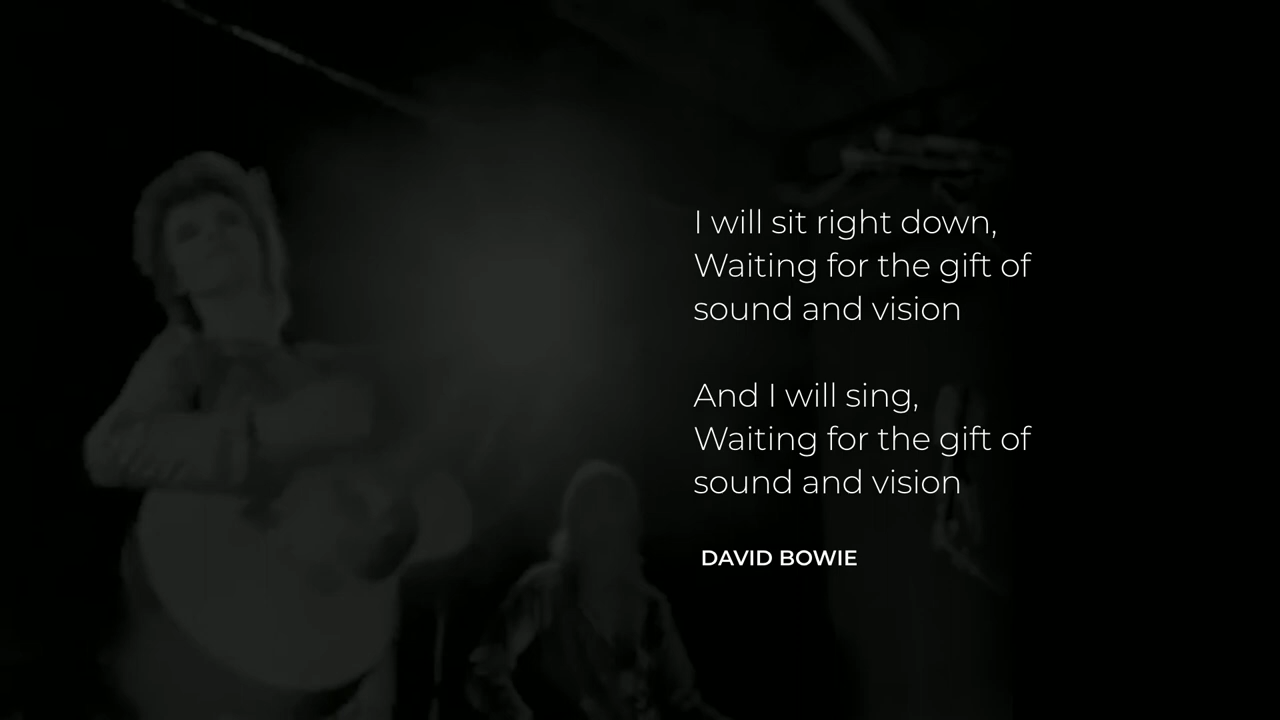 I will sit right down,
Waiting for the gift of
sound and vision
And I will sing,
Waiting for the gift of
sound and vision
DAVID BOWIE